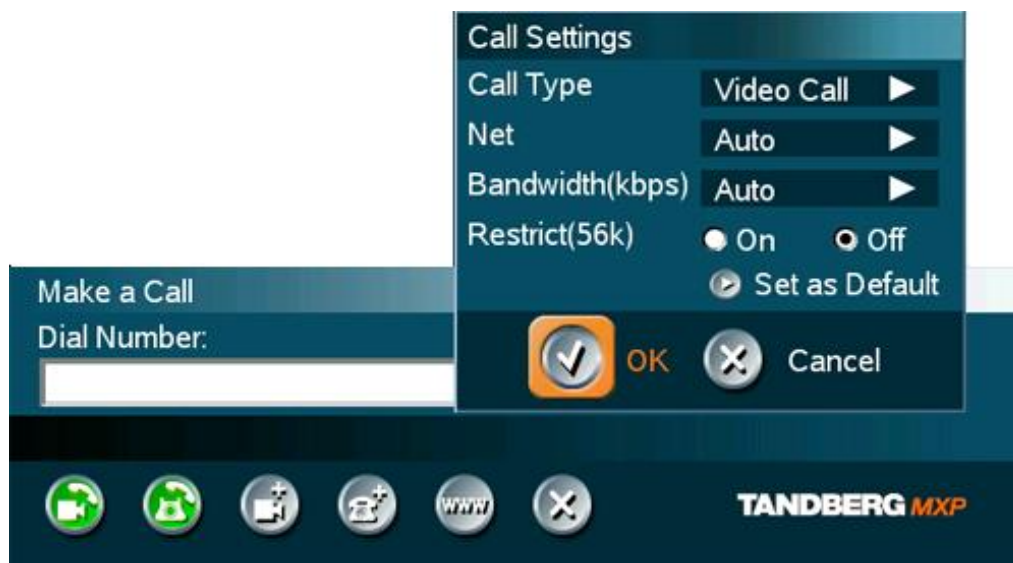 Call Settings
Call Type Video Call
Net Auto
Bandwidth(kbps) Auto
Restrict(56k) On Off
Set as Default
OK Cancel
Make a Call
Dial Number:
www
TANDBERG MXP